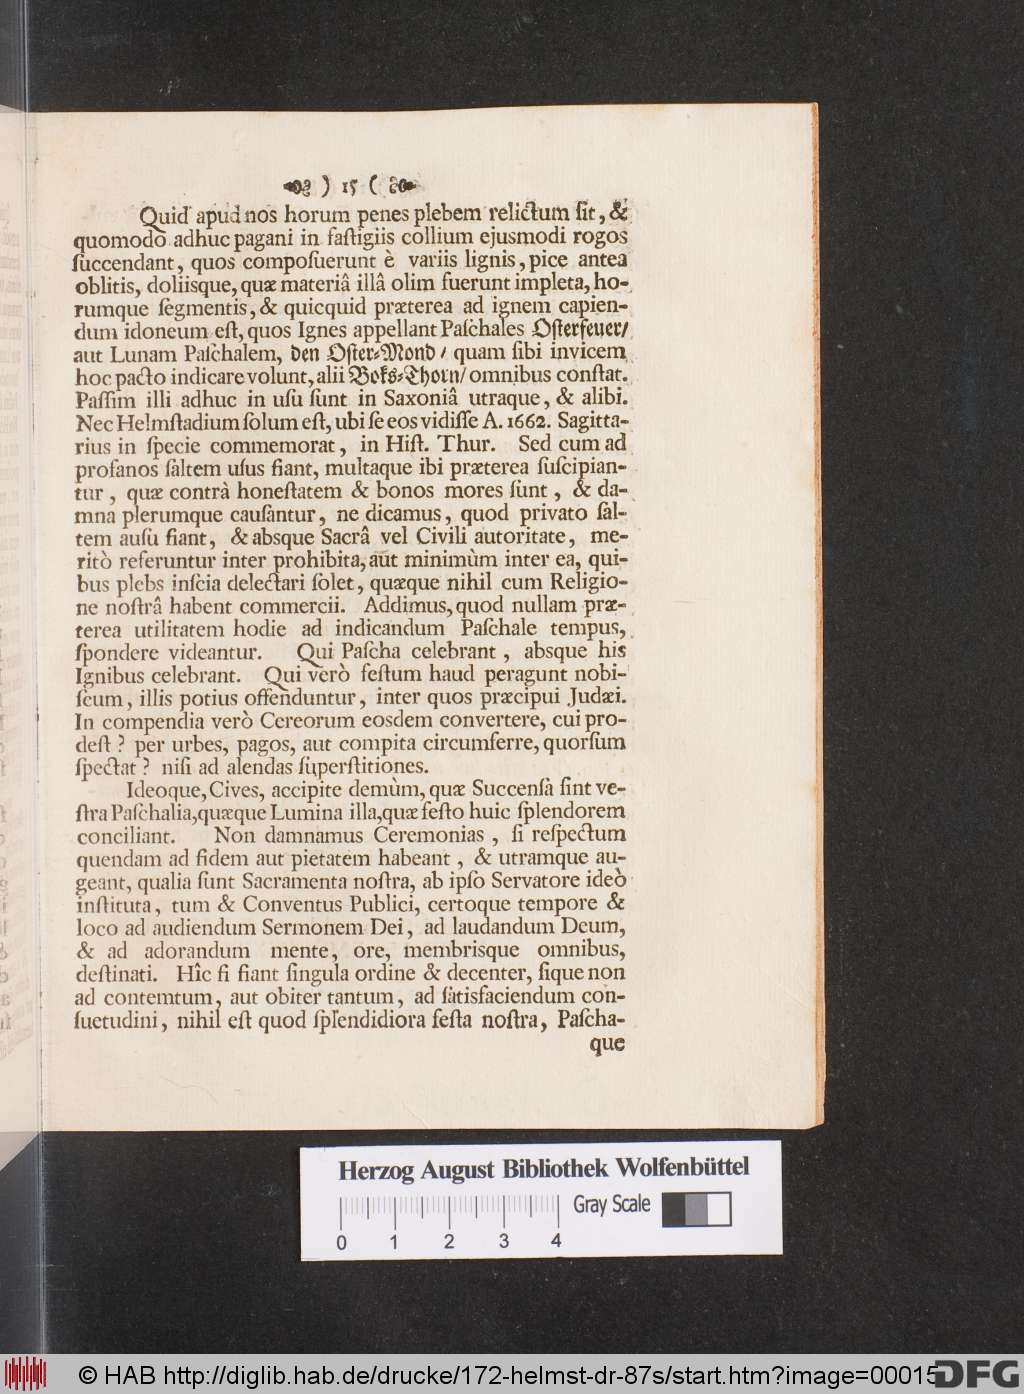 ) 15 (
Quid apud nos horum penes plebem relictum ſit, &
quomodo adhuc pagani in faſtigiis collium ejusmodi rogos
ſuccendant, quos compoſuerunt è variis lignis, pice antea
oblitis, doliisque, quæ materiâ illâ olim fuerunt impleta, ho-
rumque ſegmentis, & quicquid præterea ad ignem capien-
dum idoneum eſt, quos Ignes appellant Paſchales Oſterfeuer/
aut Lunam Paſchalem, den Oſter-Mond / quam ſibi invicem
hoc pacto indicare volunt, alii Boks-Thorn/ omnibus conſtat.
Paſſim illi adhuc in uſu ſunt in Saxoniâ utraque, & alibi.
Nec Helmſtadium ſolum eſt, ubi ſe eos vidiſſe A. 1662. Sagitta-
rius in ſpecie commemorat, in Hiſt. Thur. Sed cum ad
profanos ſaltem uſus fiant, multaque ibi præterea ſuſcipian-
tur, quæ contrà honeſtatem & bonos mores ſunt, & da-
mna plerumque cauſantur, ne dicamus, quod privato ſal-
tem auſu fiant, & absque Sacrâ vel Civili autoritate, me-
ritò referuntur inter prohibita, aut minimùm inter ea, qui-
bus plebs inſcia delectari ſolet, quæque nihil cum Religio-
ne noſtrâ habent commercii. Addimus, quod nullam præ-
terea utilitatem hodie ad indicandum Paſchale tempus,
ſpondere videantur. Qui Paſcha celebrant, absque his
Ignibus celebrant. Qui verò feſtum haud peragunt nobi-
ſcum, illis potius offenduntur, inter quos præcipui Judæi.
In compendia verò Cereorum eosdem convertere, cui pro-
deſt? per urbes, pagos, aut compita circumferre, quorſum
ſpectat? niſi ad alendas ſuperſtitiones.
Ideoque, Cives, accipite demùm, quæ Succenſa ſint ve-
ſtra Paſchalia, quæque Lumina illa, quæ feſto huic ſplendorem
conciliant. Non damnamus Ceremonias, ſi reſpectum
quendam ad fidem aut pietatem habeant, & utramque au-
geant, qualia ſunt Sacramenta noſtra, ab ipſo Servatore ideò
inſtituta, tum & Conventus Publici, certoque tempore &
loco ad audiendum Sermonem Dei, ad laudandum Deum,
& ad adorandum mente, ore, membrisque omnibus,
deſtinati. Hîc ſi fiant ſingula ordine & decenter, ſique non
ad contemtum, aut obiter tantum, ad ſatisfaciendum con-
ſuetudini, nihil eſt quod ſplendidiora feſta noſtra, Paſcha-
que
Herzog August Bibliothek Wolfenbüttel
Gray Scale
0 1 2 3 4
© HAB http://diglib.hab.de/drucke/172-helmst-dr-87s/start.htm?image=00015
DFG